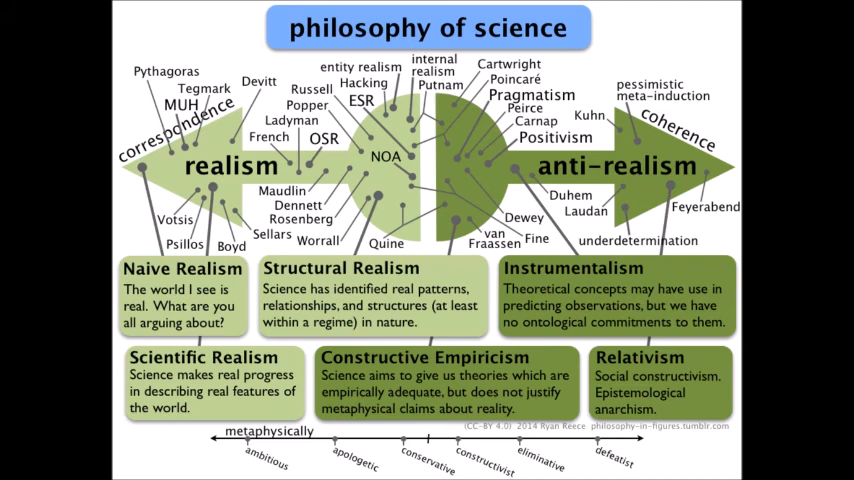 philosophy of science
Pythagoras
MUH
Tegmark
Devitt
correspondence
Russell
Popper
Ladyman
French
OSR
entity realism
Hacking
ESR
internal
realism
Putnam
NOA
Cartwright
Poincaré
Pragmatism
Peirce
Carnap
Positivism
Kuhn
pessimistic
meta-induction
coherence
realism
anti-realism
Votsis
Psillos
Boyd
Sellars
Maudlin
Dennett
Rosenberg
Worrall
Quine
van
Fraassen
Fine
Dewey
Duhem
Laudan
underdetermination
Feyerabend
Naive Realism
The world I see is
real. What are you
all arguing about?
Structural Realism
Science has identified real patterns,
relationships, and structures (at least
within a regime) in nature.
Instrumentalism
Theoretical concepts may have use in
predicting observations, but we have
no ontological commitments to them.
Scientific Realism
Science makes real progress
in describing real features of
the world.
Constructive Empiricism
Science aims to give us theories which are
empirically adequate, but does not justify
metaphysical claims about reality.
Relativism
Social constructivism.
Epistemological
anarchism.
(CC-BY 4.0) 2014 Ryan Reece philosophy-in-figures.tumblr.com
metaphysically
ambitious
apologetic
conservative
constructivist
eliminative
defeatist